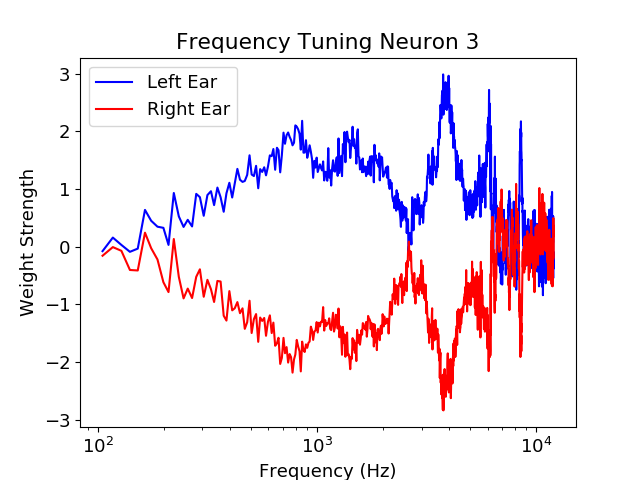 Frequency Tuning Neuron 3
Left Ear
Right Ear
Weight Strength
3
2
1
0
−1
−2
−3
10²
10³
10⁴
Frequency (Hz)